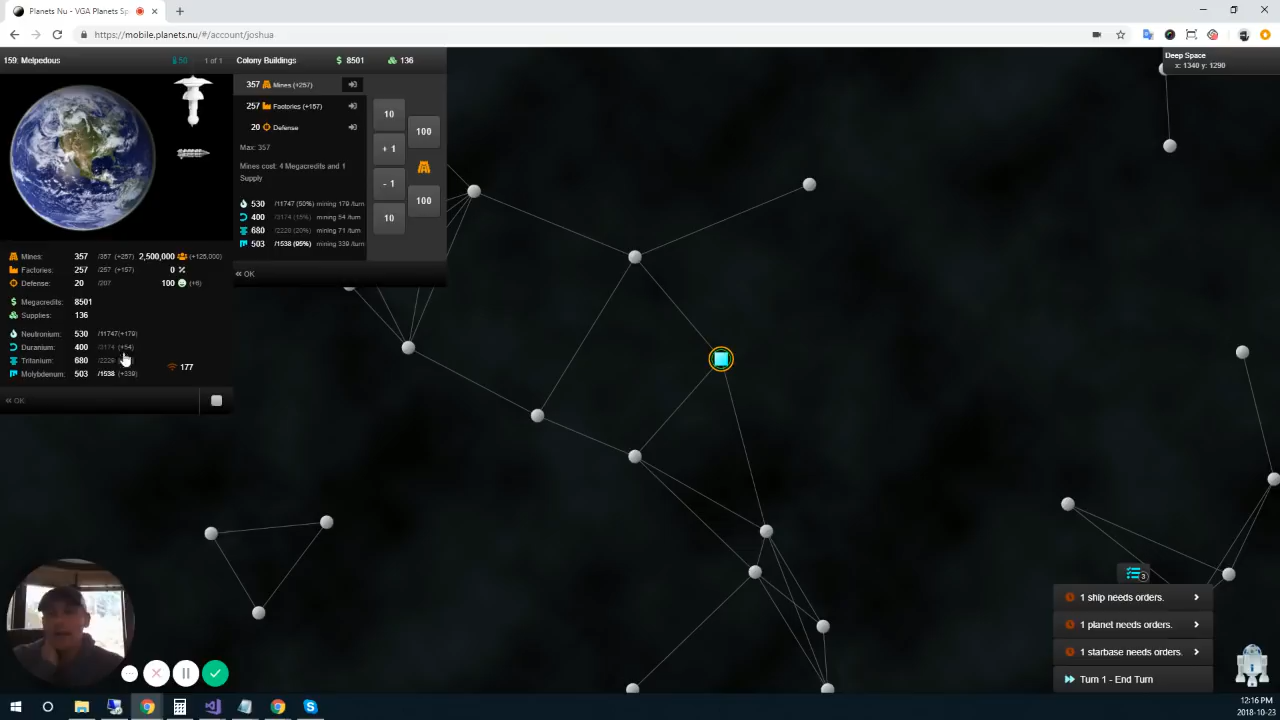 Planets Nu - VGA Planets Sp
https://mobile.planets.nu/#/account/joshua
159: Melpedous 50 1 of 1
Colony Buildings $ 8501 136
Deep Space
x: 1340 y: 1290
357 Mines (+257)
257 Factories (+157)
20 Defense
Max: 357
Mines cost: 4 Megacredits and 1
Supply
530 /11747 (50%) mining 179 /turn
400 /3174 (15%) mining 54 /turn
680 /2228 (20%) mining 71 /turn
503 /1538 (95%) mining 339 /turn
« OK
10
+ 1
- 1
10
100
100
Mines: 357 /357 (+257) 2,500,000 (+125,000)
Factories: 257 /257 (+157) 0 %
Defense: 20 /207 100 (+6)
Megacredits: 8501
Supplies: 136
Neutronium: 530 /11747(+179)
Duranium: 400 /3174 (+54)
Tritanium: 680 /2228
Molybdenum: 503 /1538 (+339)
177
« OK
3
1 ship needs orders.
1 planet needs orders.
1 starbase needs orders.
Turn 1 - End Turn
12:16 PM
2018-10-23